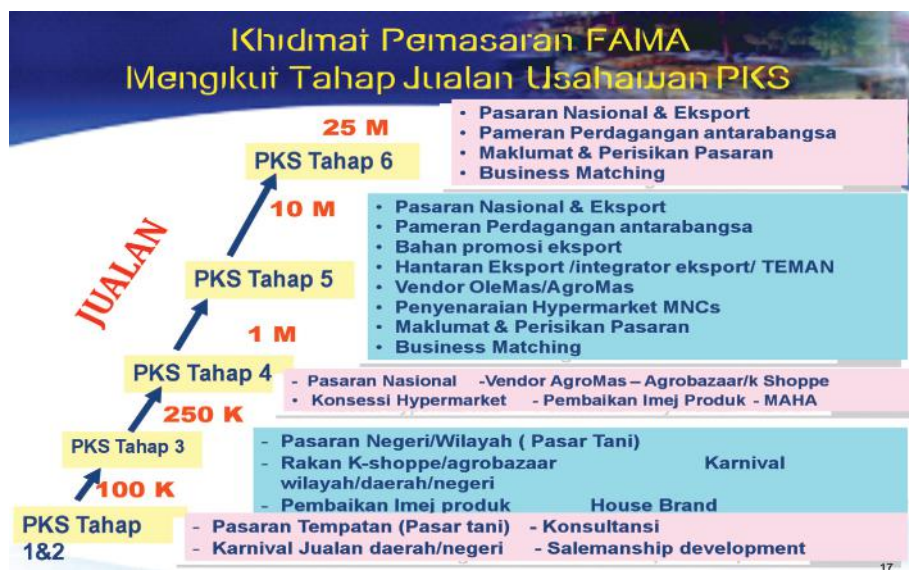 Khidmat Pemasaran FAMA
Mengikut Tahap Jualan Usahawan PKS
25 M
PKS Tahap 6
• Pasaran Nasional & Eksport
• Pameran Perdagangan antarabangsa
• Maklumat & Perisikan Pasaran
• Business Matching
10 M
PKS Tahap 5
• Pasaran Nasional & Eksport
• Pameran Perdagangan antarabangsa
• Bahan promosi eksport
• Hantaran Eksport /integrator eksport/ TEMAN
• Vendor OleMas/AgroMas
• Penyenaraian Hypermarket MNCs
• Maklumat & Perisikan Pasaran
• Business Matching
JUALAN
1 M
PKS Tahap 4
- Pasaran Nasional -Vendor AgroMas – Agrobazaar/k Shoppe
• Konsessi Hypermarket - Pembaikan Imej Produk - MAHA
250 K
PKS Tahap 3
- Pasaran Negeri/Wilayah ( Pasar Tani)
- Rakan K-shoppe/agrobazaar Karnival
wilayah/daerah/negeri
- Pembaikan Imej produk House Brand
100 K
PKS Tahap
1&2
- Pasaran Tempatan (Pasar tani) - Konsultansi
- Karnival Jualan daerah/negeri - Salemanship development
17